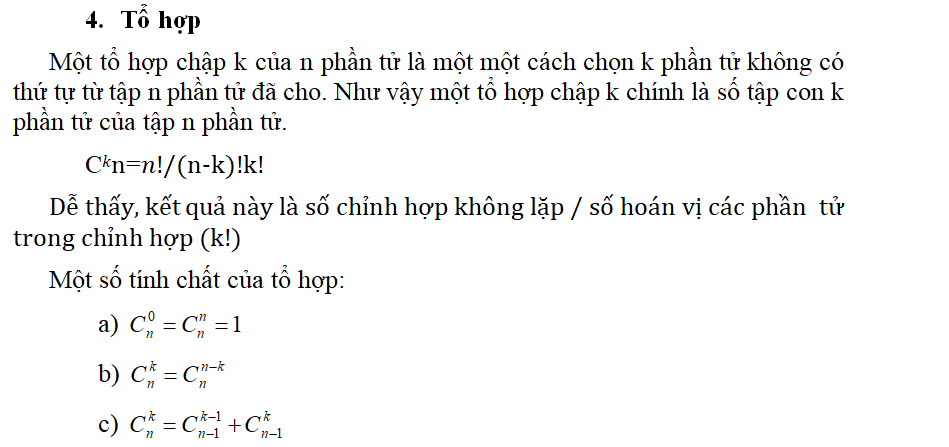 4. Tổ hợp
Một tổ hợp chập k của n phần tử là một một cách chọn k phần tử không có
thứ tự từ tập n phần tử đã cho. Như vậy một tổ hợp chập k chính là số tập con k
phần tử của tập n phần tử.
Cᵏn=n!/(n-k)!k!
Dễ thấy, kết quả này là số chỉnh hợp không lặp / số hoán vị các phần tử
trong chỉnh hợp (k!)
Một số tính chất của tổ hợp:
a) $C_n^0 = C_n^n = 1$
b) $C_n^k = C_n^{n-k}$
c) $C_n^k = C_{n-1}^{k-1} + C_{n-1}^k$